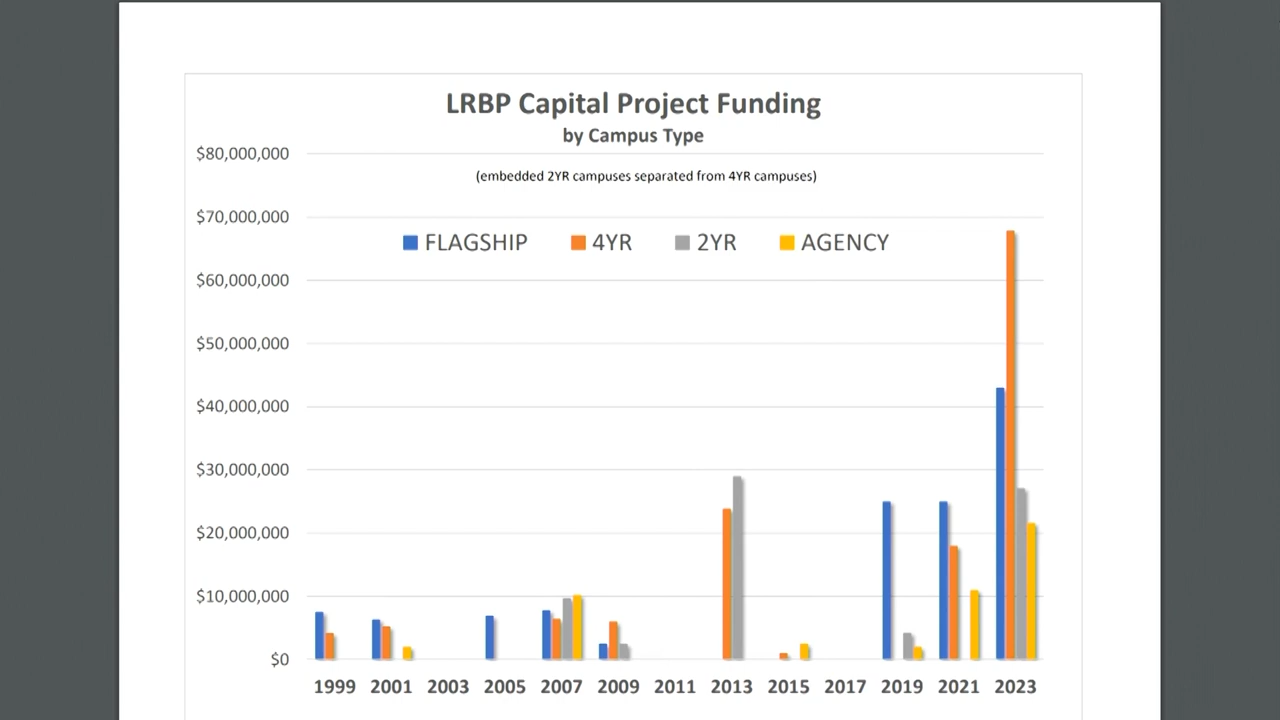 LRBP Capital Project Funding
by Campus Type
(embedded 2YR campuses separated from 4YR campuses)
FLAGSHIP 4YR 2YR AGENCY
$80,000,000
$70,000,000
$60,000,000
$50,000,000
$40,000,000
$30,000,000
$20,000,000
$10,000,000
$0
1999 2001 2003 2005 2007 2009 2011 2013 2015 2017 2019 2021 2023